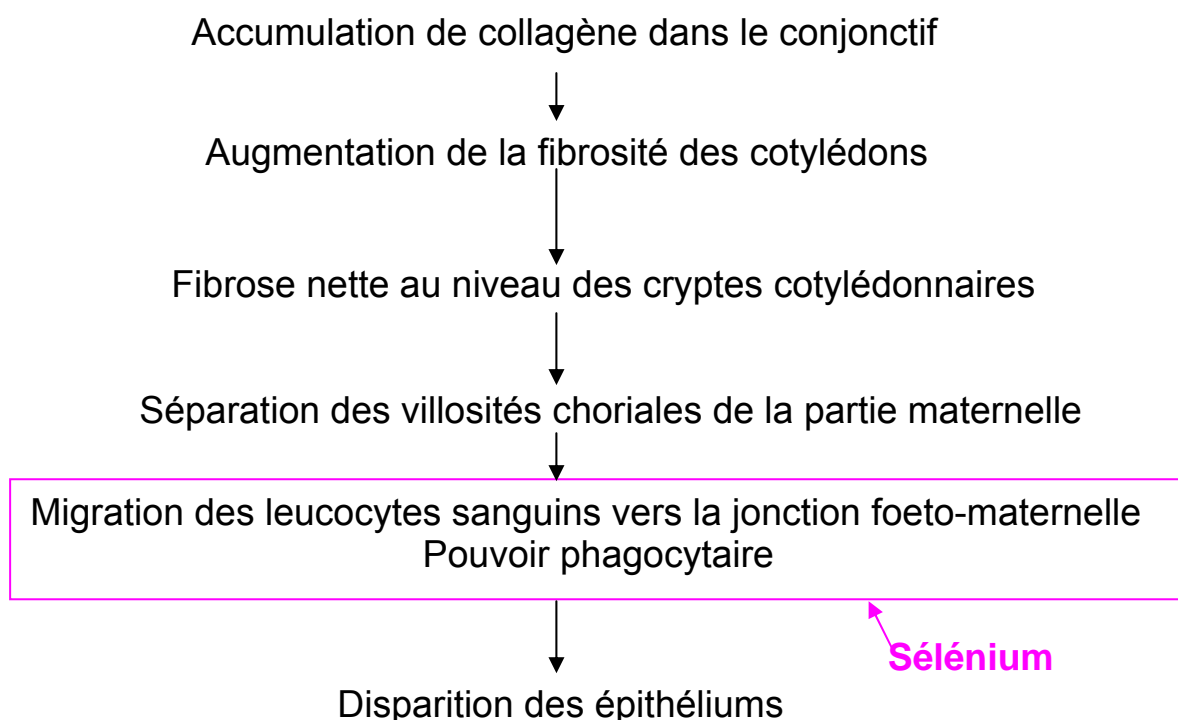 Accumulation de collagène dans le conjonctif
Augmentation de la fibrosité des cotylédons
Fibrose nette au niveau des cryptes cotylédonnaires
Séparation des villosités choriales de la partie maternelle
Migration des leucocytes sanguins vers la jonction foeto-maternelle
Pouvoir phagocytaire
Sélénium
Disparition des épithéliums